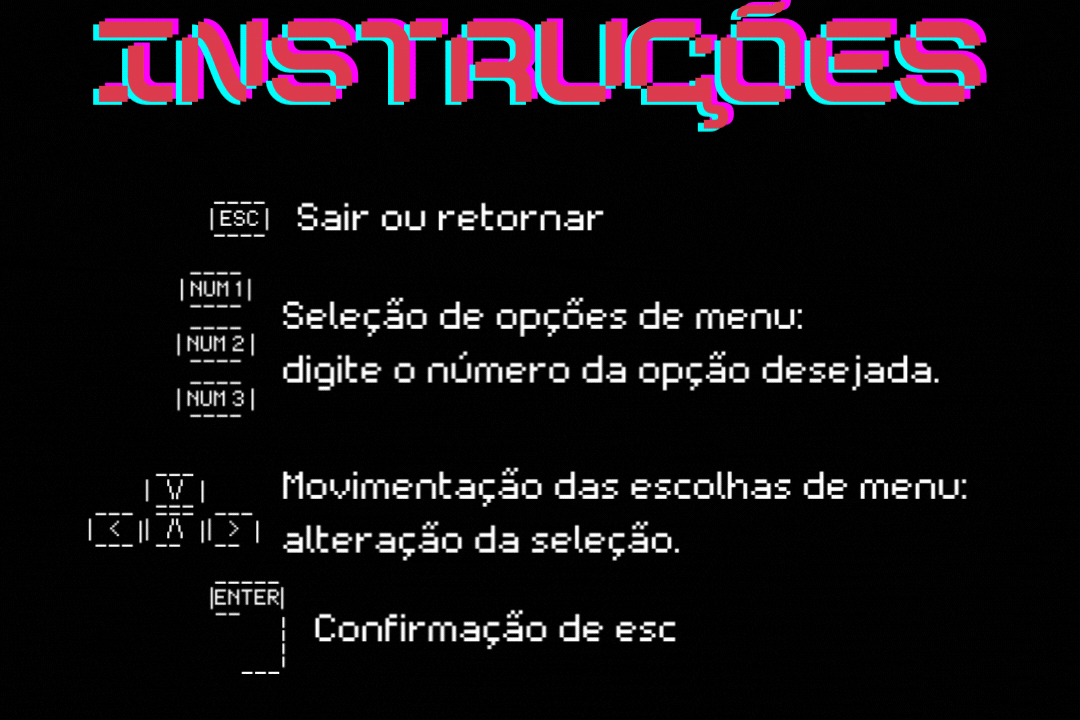 INSTRUÇÕES
ESC Sair ou retornar
NUM 1
Seleção de opções de menu:
NUM 2
digite o número da opção desejada.
NUM 3
Movimentação das escolhas de menu:
< >
alteração da seleção.
ENTER
Confirmação de esc